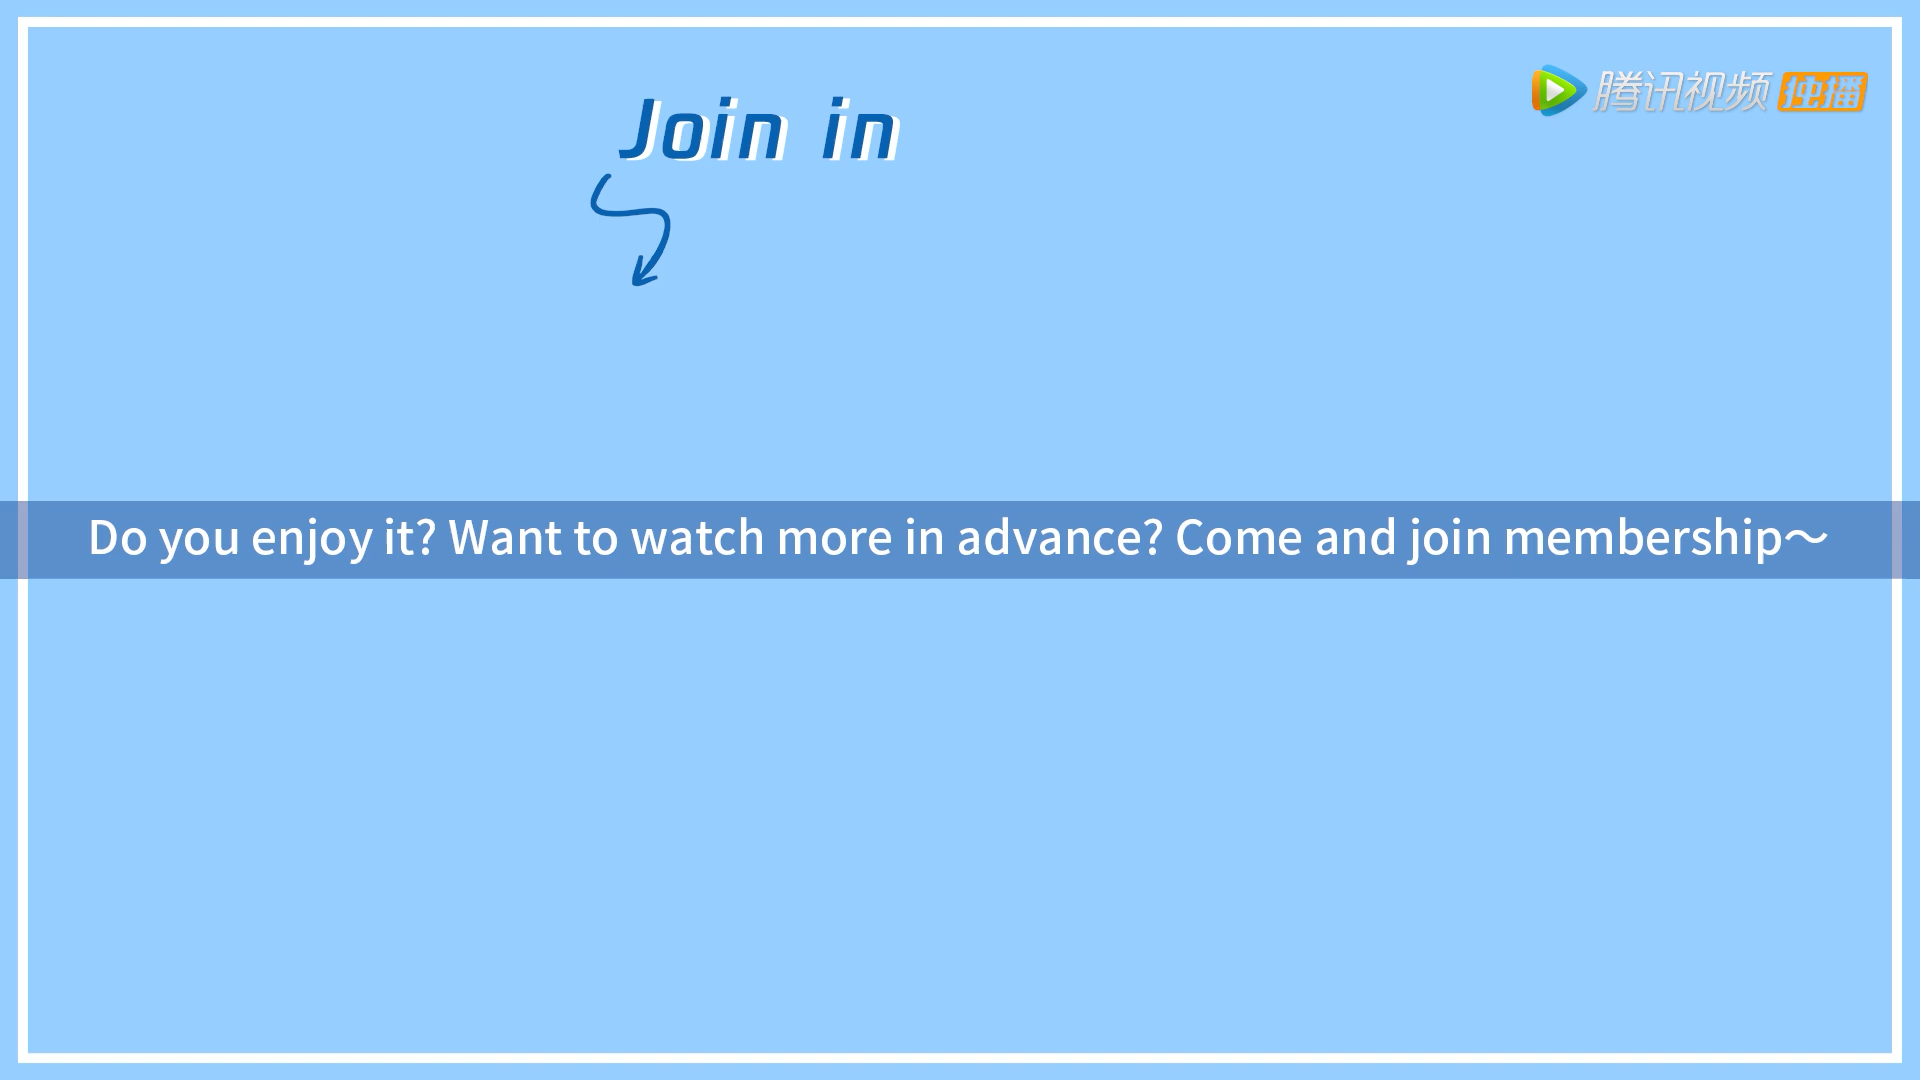 Join in
腾讯视频 独播
Do you enjoy it? Want to watch more in advance? Come and join membership～